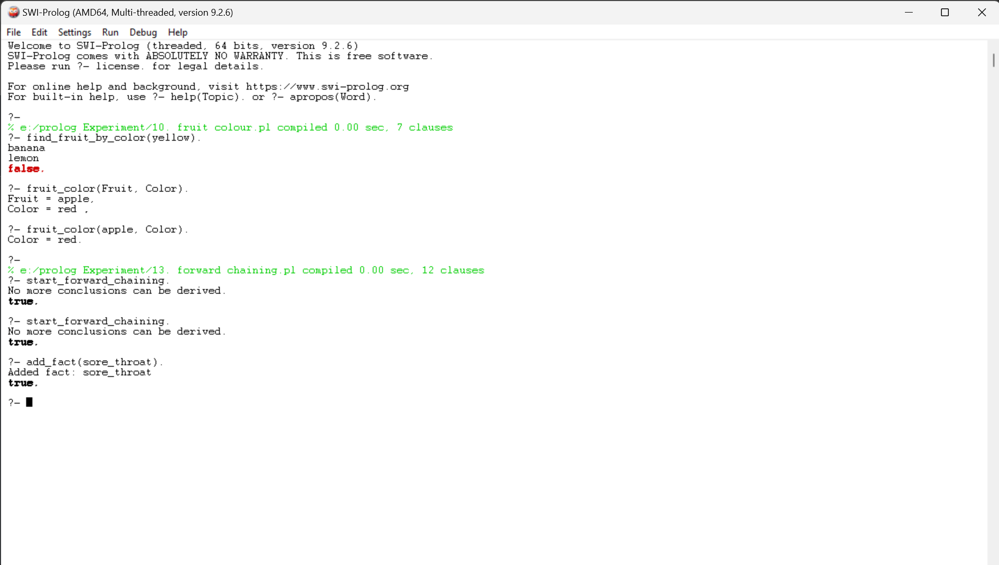 SWI-Prolog (AMD64, Multi-threaded, version 9.2.6)
File Edit Settings Run Debug Help
Welcome to SWI-Prolog (threaded, 64 bits, version 9.2.6)
SWI-Prolog comes with ABSOLUTELY NO WARRANTY. This is free software.
Please run ?- license. for legal details.

For online help and background, visit https://www.swi-prolog.org
For built-in help, use ?- help(Topic). or ?- apropos(Word).

?-
% e:/prolog Experiment/10. fruit colour.pl compiled 0.00 sec, 7 clauses
?- find_fruit_by_color(yellow).
banana
lemon
false.

?- fruit_color(Fruit, Color).
Fruit = apple,
Color = red ,

?- fruit_color(apple, Color).
Color = red.

?-
% e:/prolog Experiment/13. forward chaining.pl compiled 0.00 sec, 12 clauses
?- start_forward_chaining.
No more conclusions can be derived.
true.

?- start_forward_chaining.
No more conclusions can be derived.
true.

?- add_fact(sore_throat).
Added fact: sore_throat
true.

?-